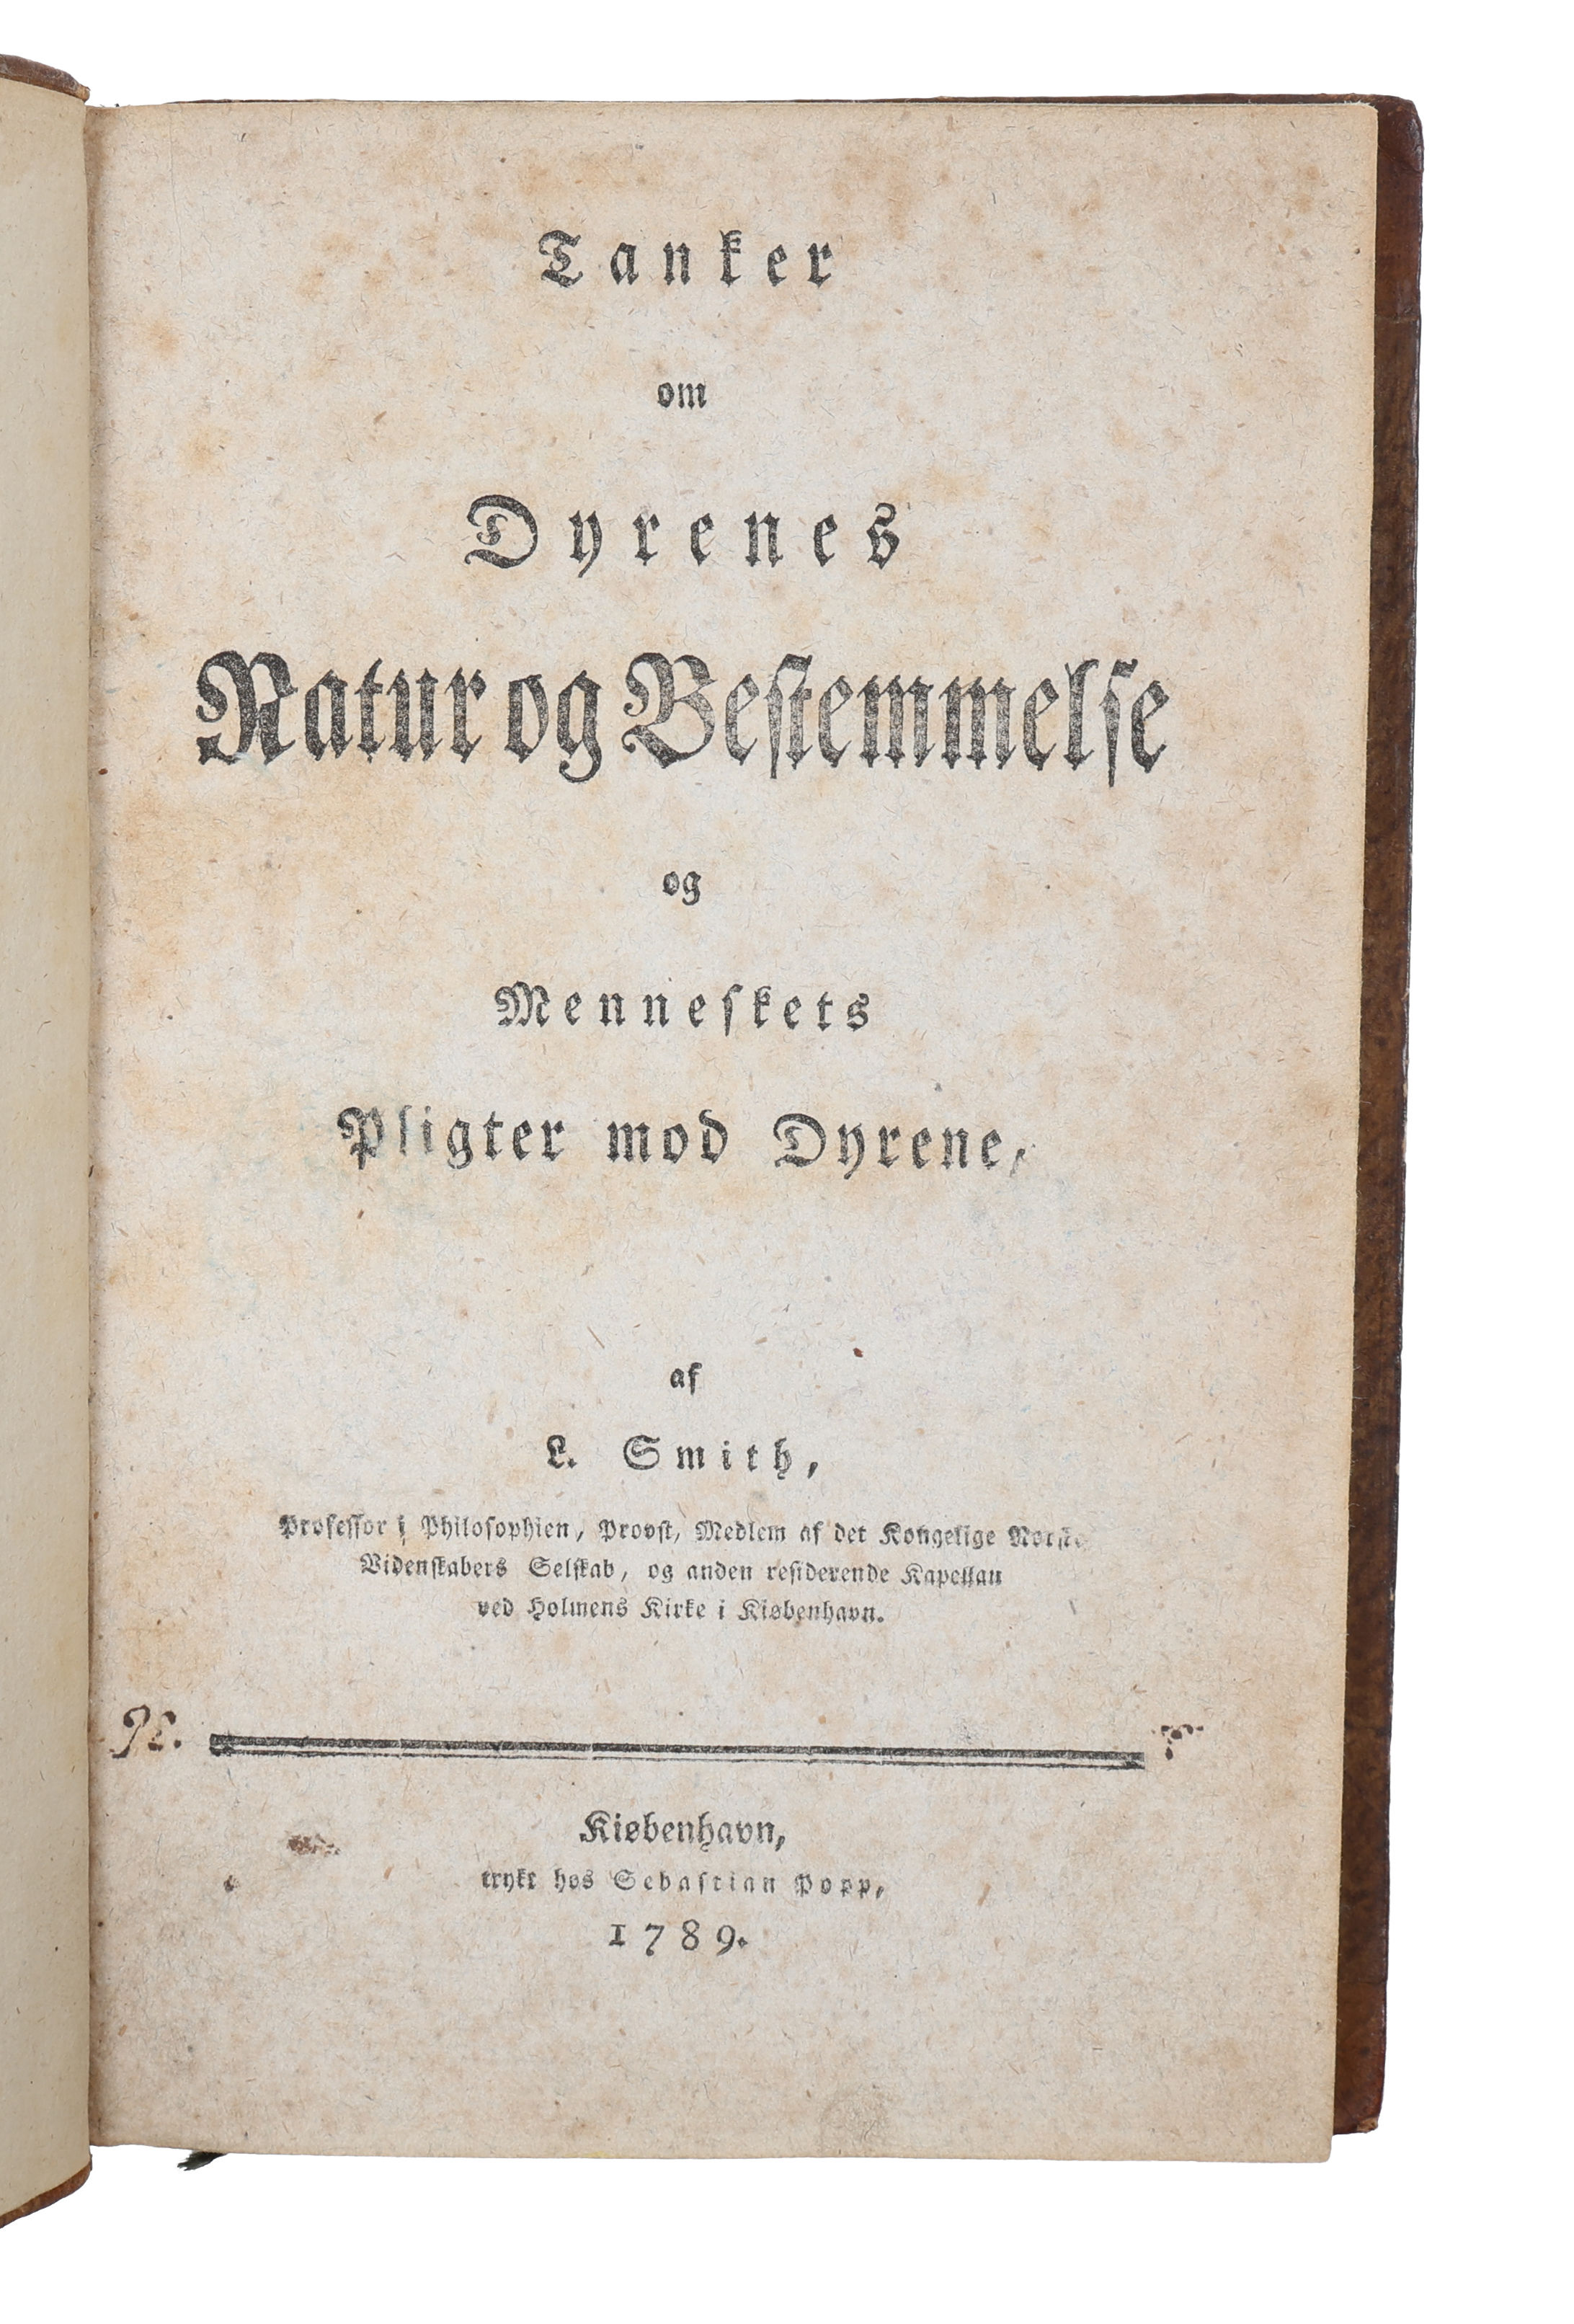 Tanker
om
Dyrenes
Natur og Bestemmelse
og
Menneskets
Pligter mod Dyrene,
af
L. Smith,
Professor i Philosophien, Provst, Medlem af det Kongelige Norske
Videnskabers Selskab, og anden residerende Kapellan
ved Holmens Kirke i Kiøbenhavn.
Kiøbenhavn,
trykt hos Sebastian Popp,
1789.